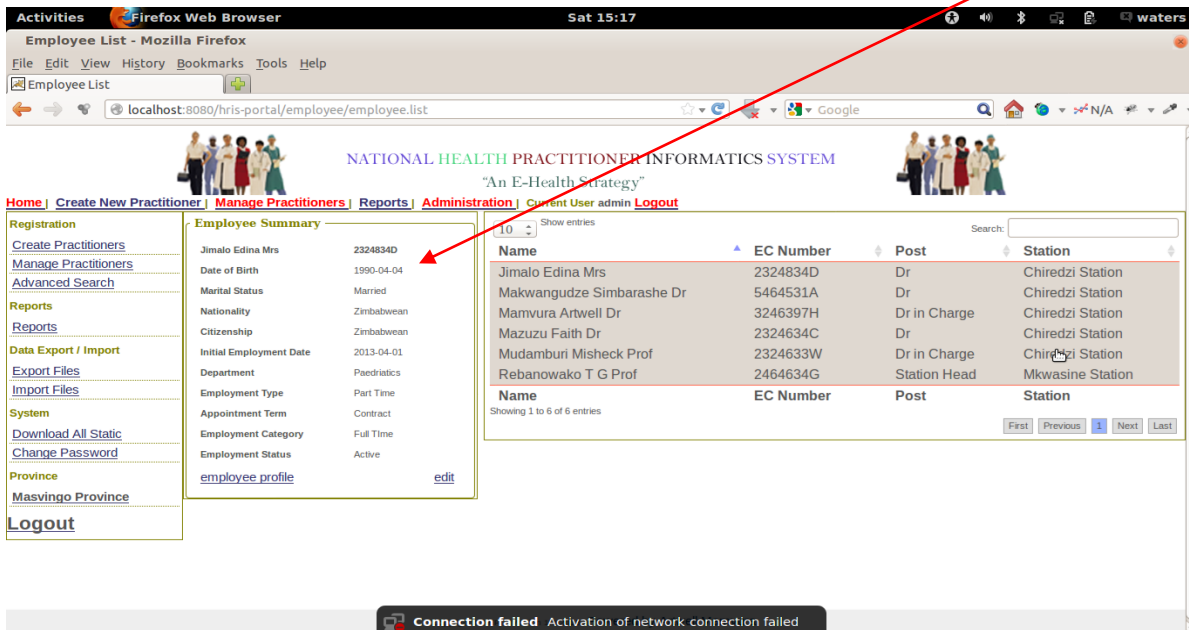 Activities Firefox Web Browser Sat 15:17 waters
Employee List - Mozilla Firefox
File Edit View History Bookmarks Tools Help
Employee List
localhost:8080/hris-portal/employee/employee.list Google N/A
NATIONAL HEALTH PRACTITIONER INFORMATICS SYSTEM
“An E-Health Strategy”
Home | Create New Practitioner | Manage Practitioners | Reports | Administration | Current User admin Logout
Registration
Create Practitioners
Manage Practitioners
Advanced Search
Reports
Reports
Data Export / Import
Export Files
Import Files
System
Download All Static
Change Password
Province
Masvingo Province
Logout
Employee Summary
Jimalo Edina Mrs 2324834D
Date of Birth 1990-04-04
Marital Status Married
Nationality Zimbabwean
Citizenship Zimbabwean
Initial Employment Date 2013-04-01
Department Paedriatics
Employment Type Part Time
Appointment Term Contract
Employment Category Full TIme
Employment Status Active
employee profile edit
10 Show entries Search:
Name EC Number Post Station
Jimalo Edina Mrs 2324834D Dr Chiredzi Station
Makwangudze Simbarashe Dr 5464531A Dr Chiredzi Station
Mamvura Artwell Dr 3246397H Dr in Charge Chiredzi Station
Mazuzu Faith Dr 2324634C Dr Chiredzi Station
Mudamburi Misheck Prof 2324633W Dr in Charge Chiredzi Station
Rebanowako T G Prof 2464634G Station Head Mkwasine Station
Name EC Number Post Station
Showing 1 to 6 of 6 entries
First Previous 1 Next Last
Connection failed Activation of network connection failed